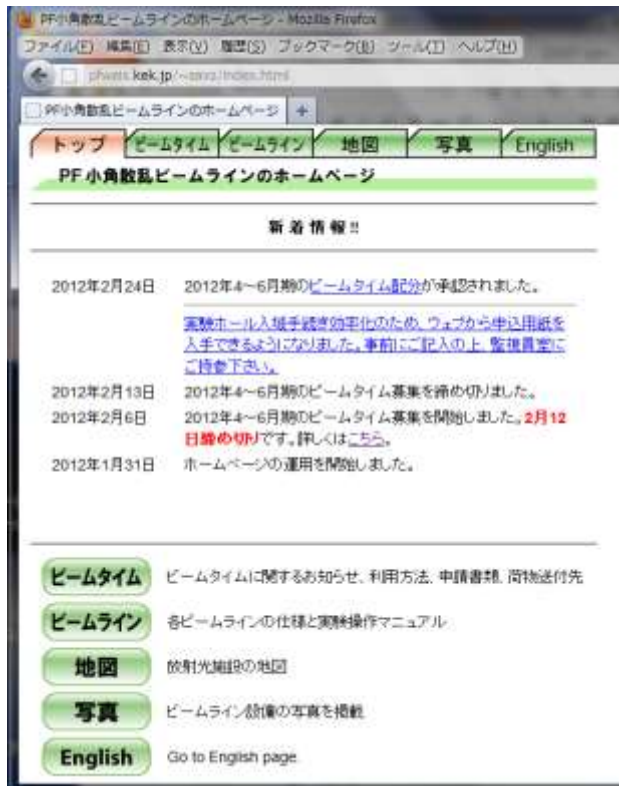 PF小角散乱ビームラインのホームページ - Mozilla Firefox
ファイル(F) 編集(E) 表示(V) 履歴(S) ブックマーク(B) ツール(T) ヘルプ(H)
kek.jp
PF小角散乱ビームラインのホームページ +
トップ ビームタイム ビームライン 地図 写真 English
PF小角散乱ビームラインのホームページ
新着情報!!
2012年2月24日 2012年4～6月期のビームタイム配分が承認されました。
実験ホール入域手続き効率化のため、ウェブから申込用紙を
入手できるようになりました。事前にご記入の上、監視員室に
ご持参下さい。
2012年2月13日 2012年4～6月期のビームタイム募集を締め切りました。
2012年2月6日 2012年4～6月期のビームタイム募集を開始しました。2月12
日締め切りです。詳しくはこちら。
2012年1月31日 ホームページの運用を開始しました。
ビームタイム ビームタイムに関するお知らせ、利用方法、申請書類、荷物送付先
ビームライン 各ビームラインの仕様と実験操作マニュアル
地図 放射光施設の地図
写真 ビームライン設備の写真を掲載
English Go to English page